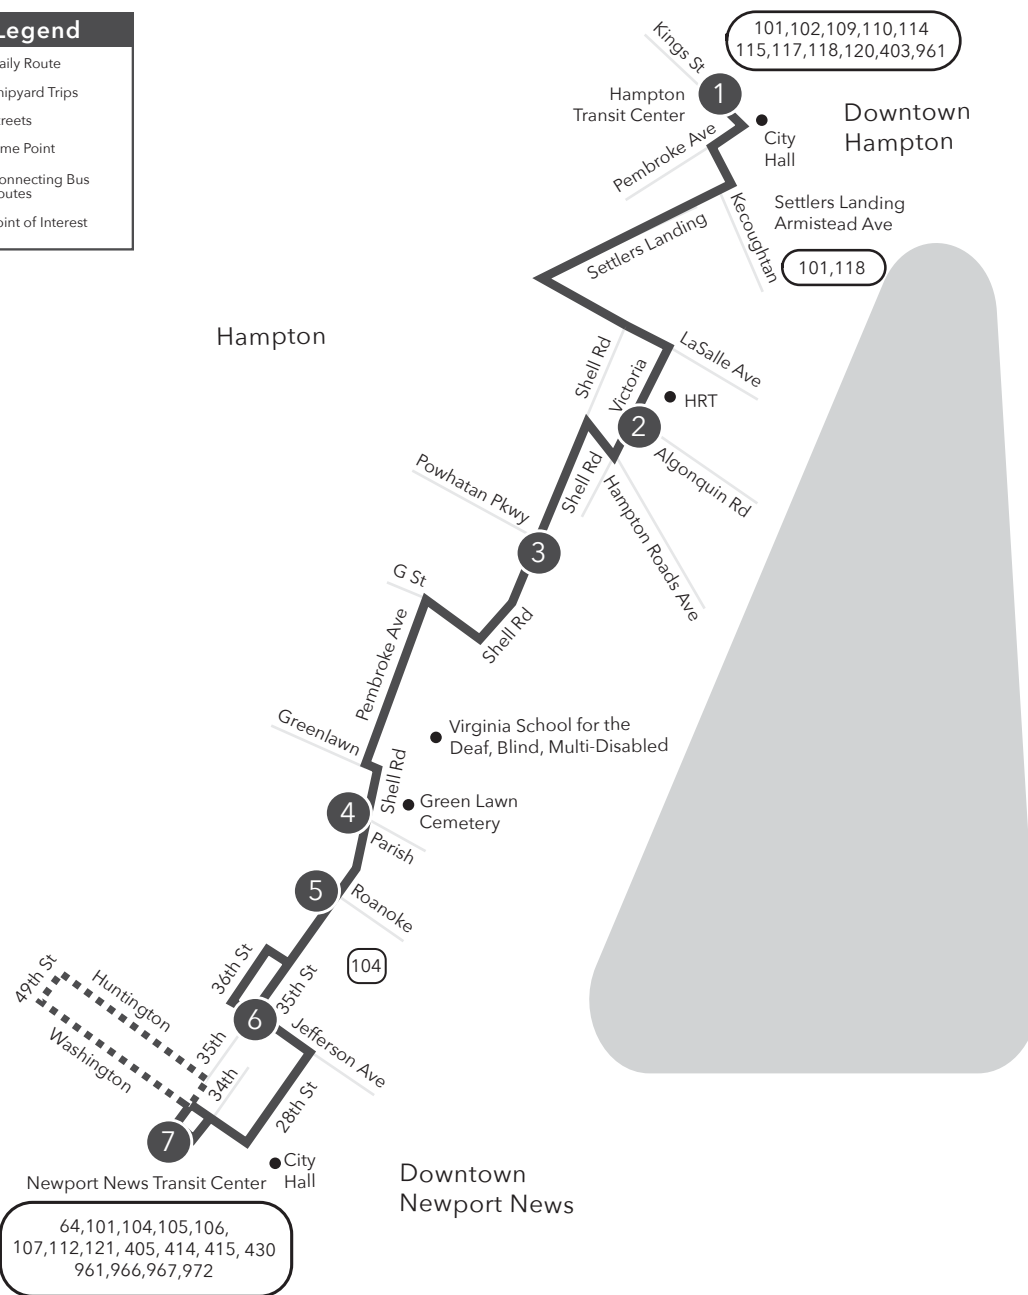 Legend
aily Route
hipyard Trips
treets
me Point
onnecting Bus
outes
oint of Interest
101,102,109,110,114
115,117,118,120,403,961
Kings St
1
Hampton
Transit Center
City
Hall
Downtown
Hampton
Pembroke Ave
Settlers Landing
Kecoughtan
Settlers Landing
Armistead Ave
101,118
Hampton
Shell Rd
Victoria
LaSalle Ave
HRT
2
Algonquin Rd
Shell Rd
Hampton Roads Ave
Powhatan Pkwy
3
G St
Shell Rd
Pembroke Ave
Greenlawn
Virginia School for the
Deaf, Blind, Multi-Disabled
Shell Rd
4
Green Lawn
Cemetery
Parish
5
Roanoke
104
36th St
35th St
49th St
Huntington
Washington
6
Jefferson Ave
35th
34th
28th St
7
Newport News Transit Center
City
Hall
Downtown
Newport News
64,101,104,105,106,
107,112,121, 405, 414, 415, 430
961,966,967,972